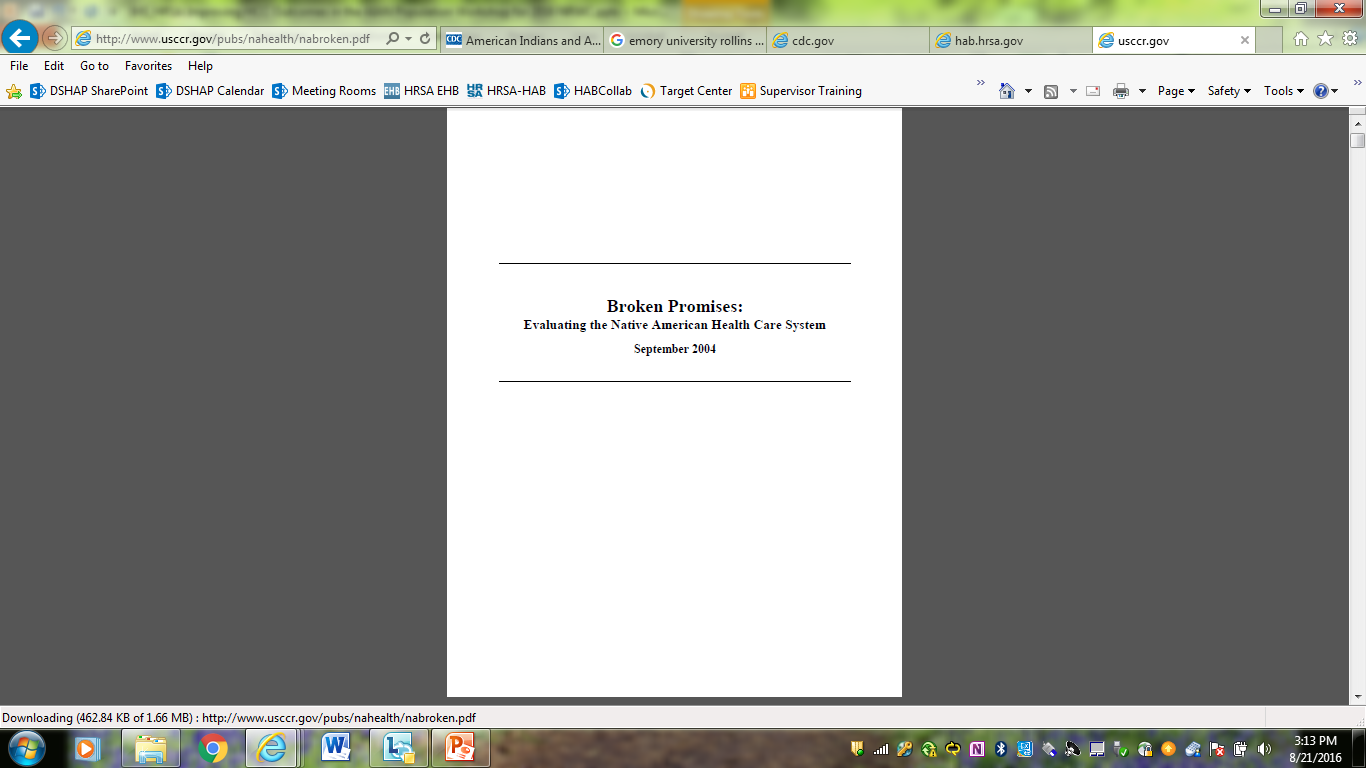 http://www.usccr.gov/pubs/nahealth/nabroken.pdf
American Indians and A...
emory university rollins ...
cdc.gov
hab.hrsa.gov
usccr.gov
File Edit Go to Favorites Help
DSHAP SharePoint DSHAP Calendar Meeting Rooms EHB HRSA EHB HRSA-HAB HABCollab Target Center Supervisor Training
Page Safety Tools
Broken Promises:
Evaluating the Native American Health Care System
September 2004
Downloading (462.84 KB of 1.66 MB) : http://www.usccr.gov/pubs/nahealth/nabroken.pdf
3:13 PM
8/21/2016